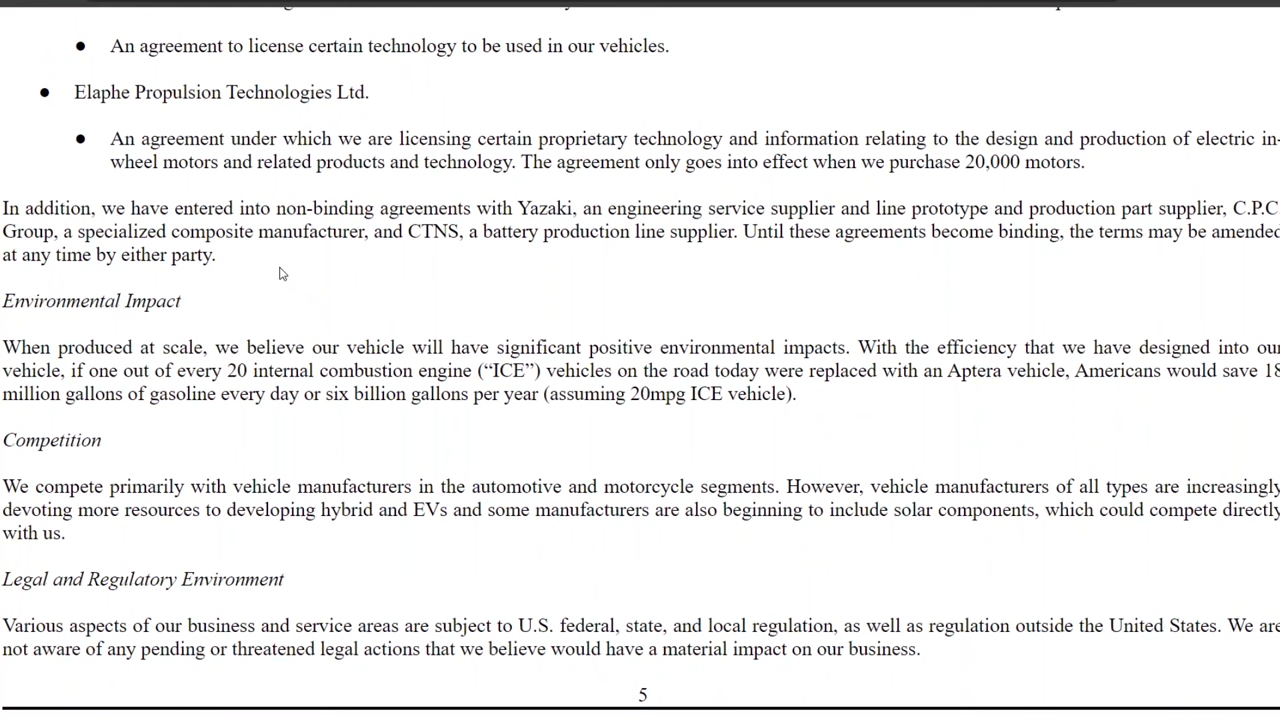 ● An agreement to license certain technology to be used in our vehicles.
● Elaphe Propulsion Technologies Ltd.
● An agreement under which we are licensing certain proprietary technology and information relating to the design and production of electric in-
wheel motors and related products and technology. The agreement only goes into effect when we purchase 20,000 motors.
In addition, we have entered into non-binding agreements with Yazaki, an engineering service supplier and line prototype and production part supplier, C.P.C
Group, a specialized composite manufacturer, and CTNS, a battery production line supplier. Until these agreements become binding, the terms may be amended
at any time by either party.
Environmental Impact
When produced at scale, we believe our vehicle will have significant positive environmental impacts. With the efficiency that we have designed into our
vehicle, if one out of every 20 internal combustion engine (“ICE”) vehicles on the road today were replaced with an Aptera vehicle, Americans would save 18
million gallons of gasoline every day or six billion gallons per year (assuming 20mpg ICE vehicle).
Competition
We compete primarily with vehicle manufacturers in the automotive and motorcycle segments. However, vehicle manufacturers of all types are increasingly
devoting more resources to developing hybrid and EVs and some manufacturers are also beginning to include solar components, which could compete directly
with us.
Legal and Regulatory Environment
Various aspects of our business and service areas are subject to U.S. federal, state, and local regulation, as well as regulation outside the United States. We are
not aware of any pending or threatened legal actions that we believe would have a material impact on our business.
5